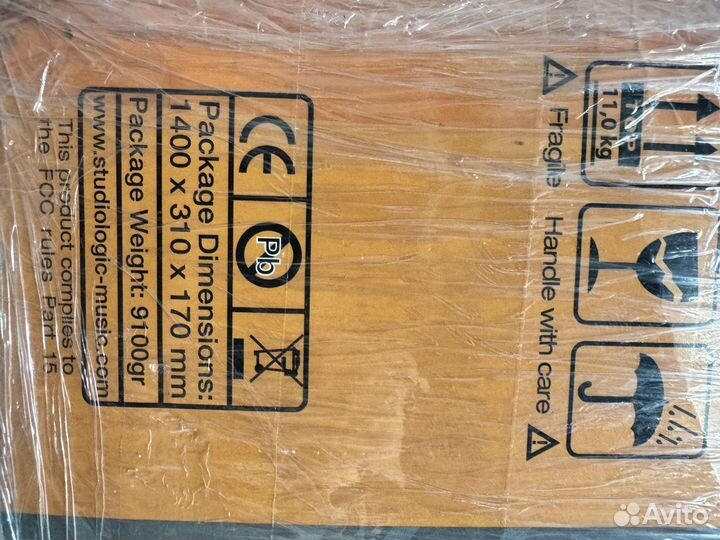 CE
Pb
Package Dimensions:
1400 x 310 x 170 mm
Package Weight: 9100gr
www.studiologic-music.com
This product complies to
the FCC rules Part 15
11,0 kg
Fragile Handle with care
Avito